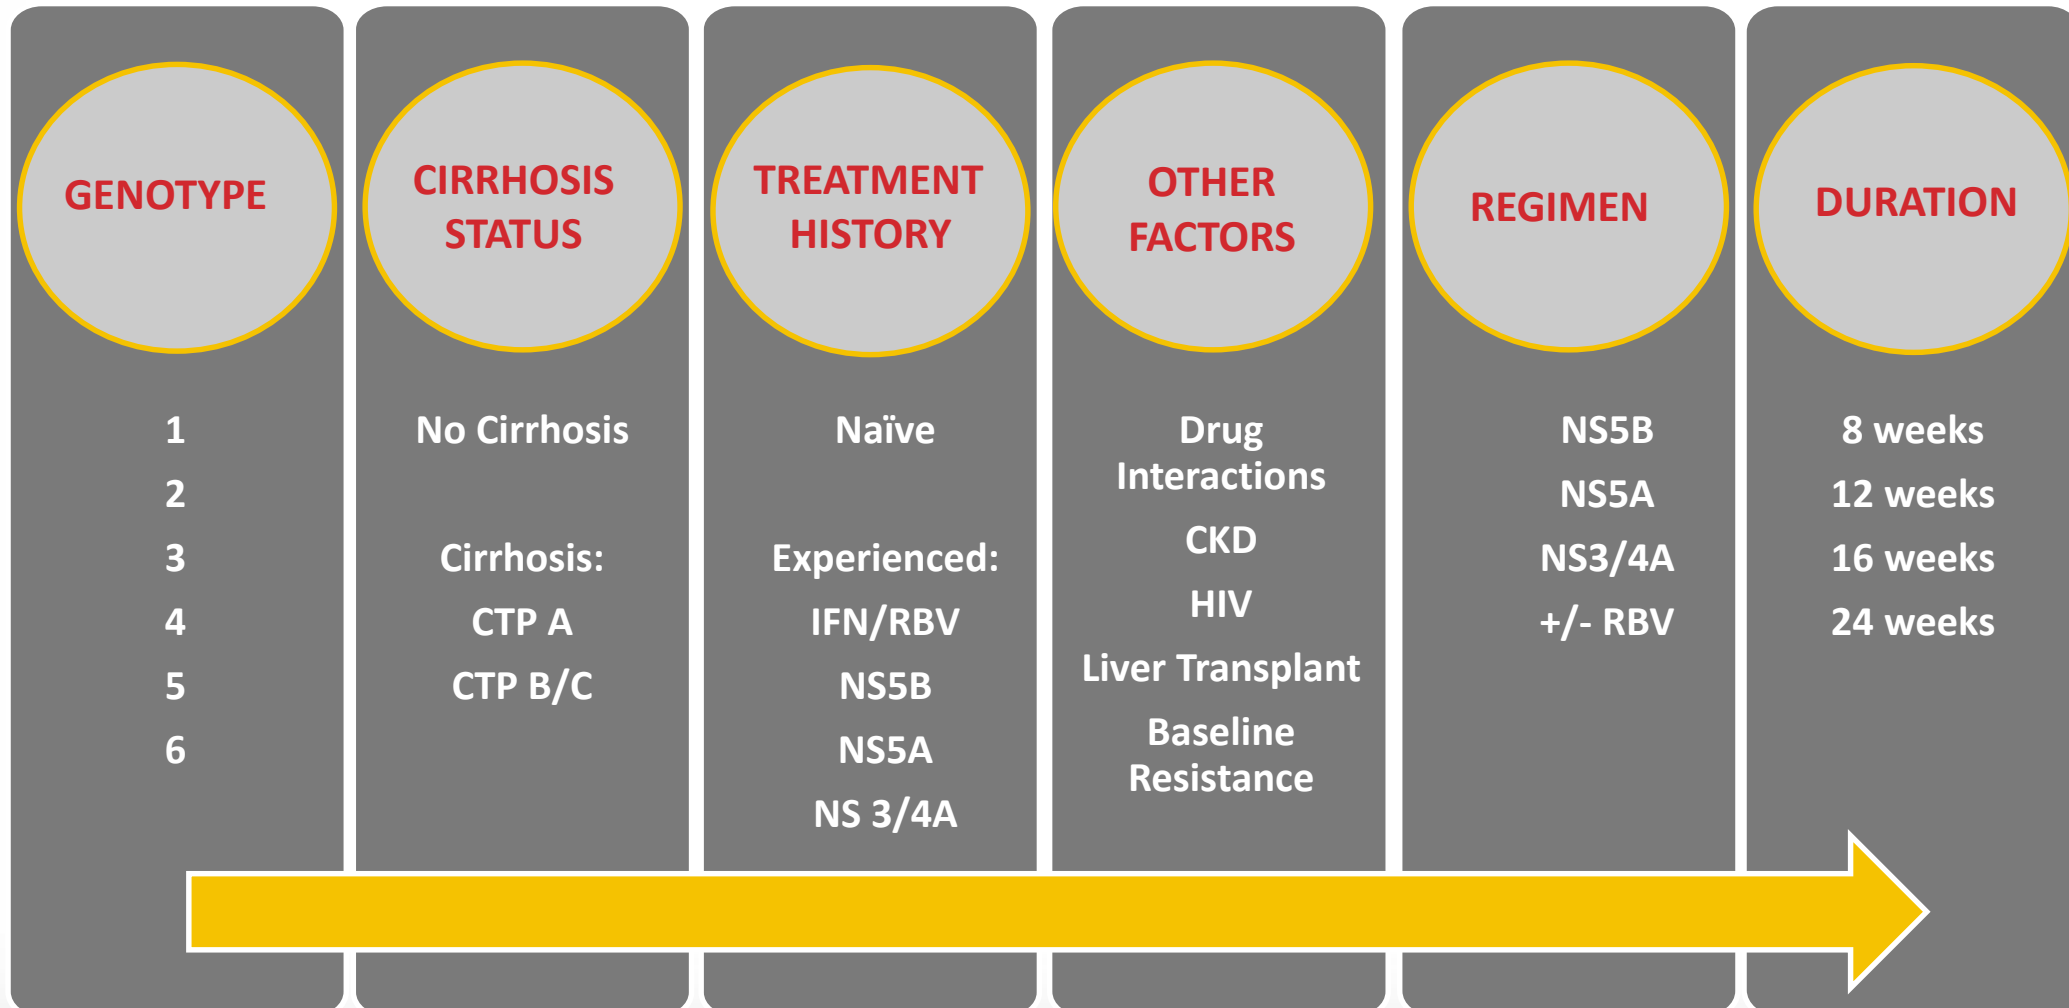 GENOTYPE
1
2
3
4
5
6
CIRRHOSIS
STATUS
No Cirrhosis
Cirrhosis:
CTP A
CTP B/C
TREATMENT
HISTORY
Naïve
Experienced:
IFN/RBV
NS5B
NS5A
NS 3/4A
OTHER
FACTORS
Drug
Interactions
CKD
HIV
Liver Transplant
Baseline
Resistance
REGIMEN
NS5B
NS5A
NS3/4A
+/- RBV
DURATION
8 weeks
12 weeks
16 weeks
24 weeks